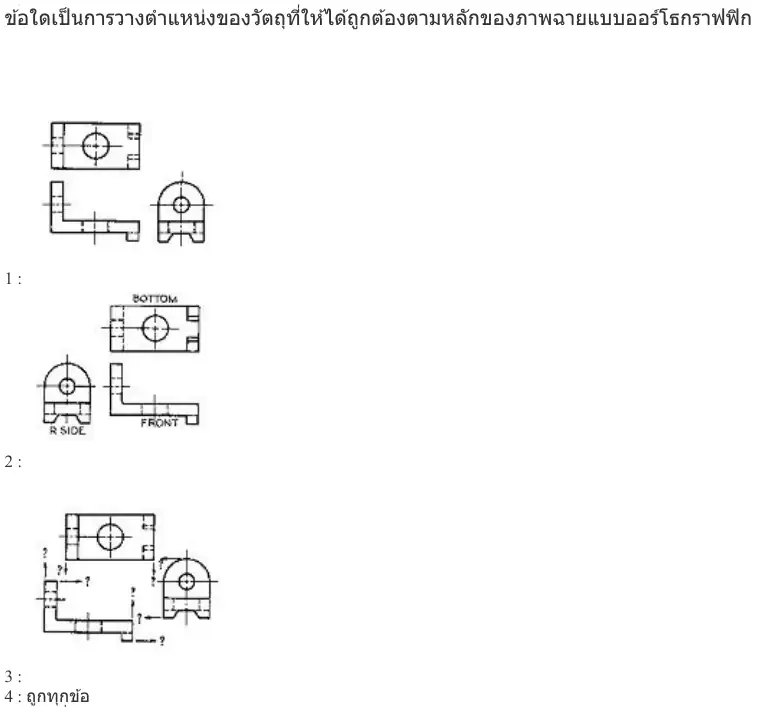 ข้อใดเป็นการวางตำแหน่งของวัตถุที่ให้ได้ถูกต้องตามหลักของภาพฉายแบบออร์โธกราฟฟิก
1 :
BOTTOM
FRONT
R SIDE
2 :
?
? ? ? ?
?
?
?
3 :
4 : ถูกทุกข้อ